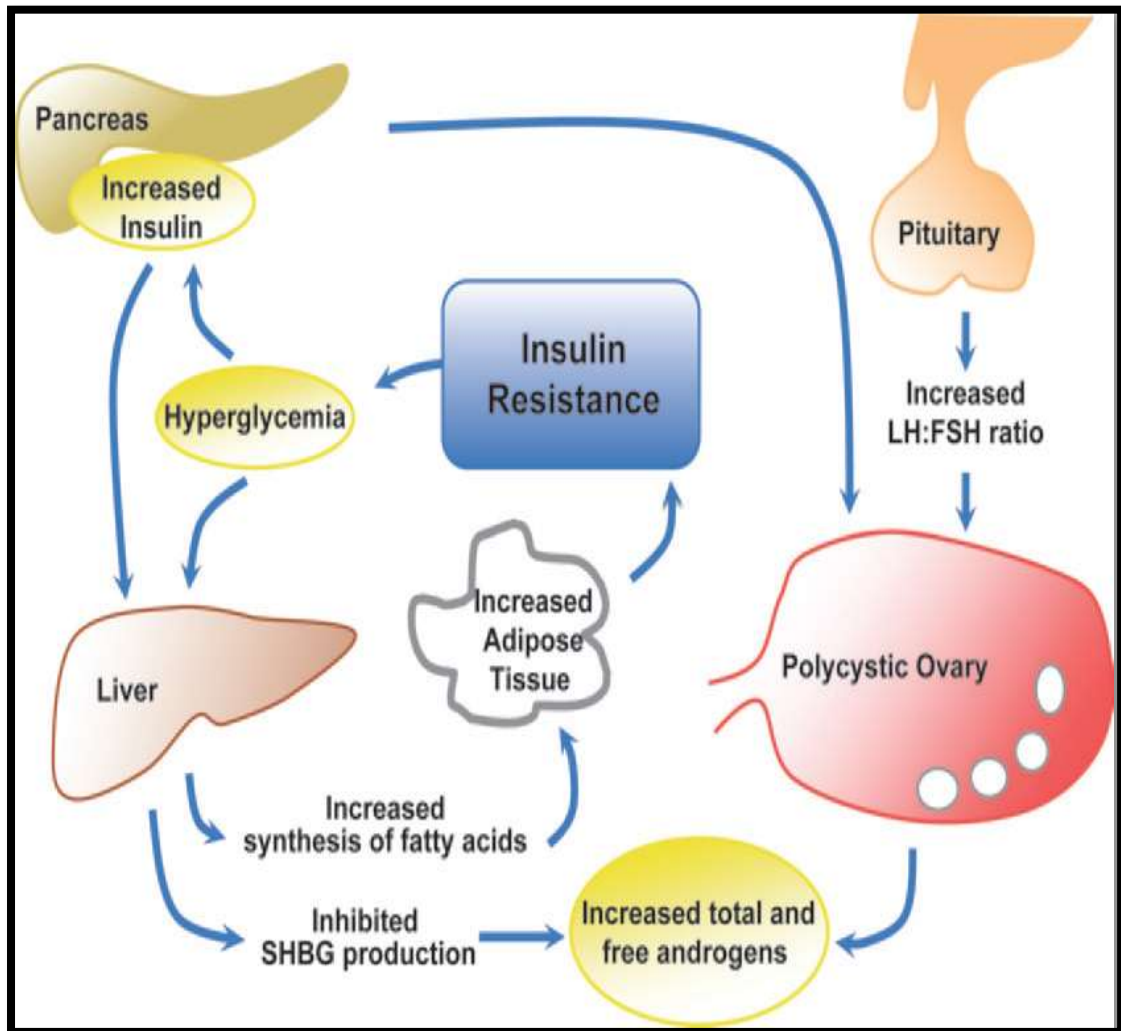 Pancreas
Increased
Insulin
Pituitary
Insulin
Resistance
Hyperglycemia
Increased
LH:FSH ratio
Increased
Adipose
Tissue
Polycystic Ovary
Liver
Increased
synthesis of fatty acids
Inhibited
SHBG production
Increased total and
free androgens